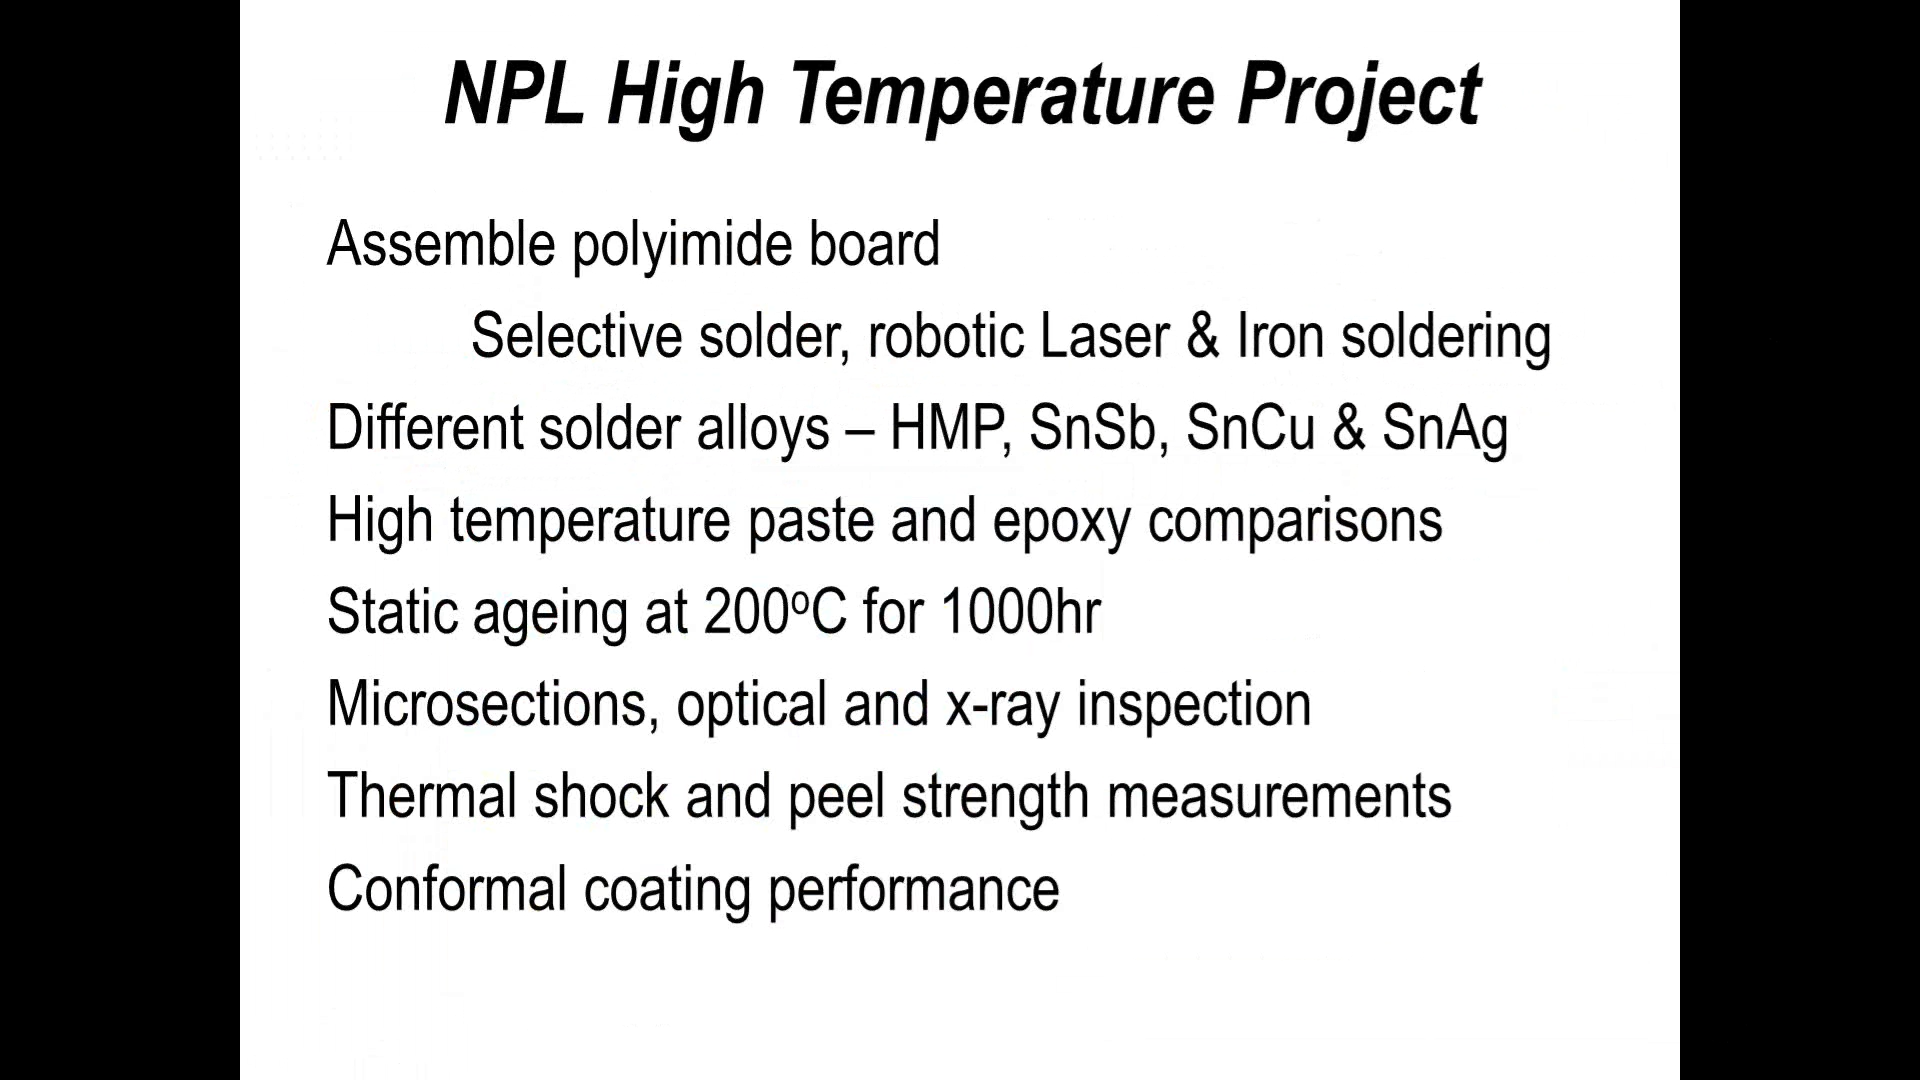 NPL High Temperature Project
Assemble polyimide board
Selective solder, robotic Laser & Iron soldering
Different solder alloys – HMP, SnSb, SnCu & SnAg
High temperature paste and epoxy comparisons
Static ageing at 200ºC for 1000hr
Microsections, optical and x-ray inspection
Thermal shock and peel strength measurements
Conformal coating performance